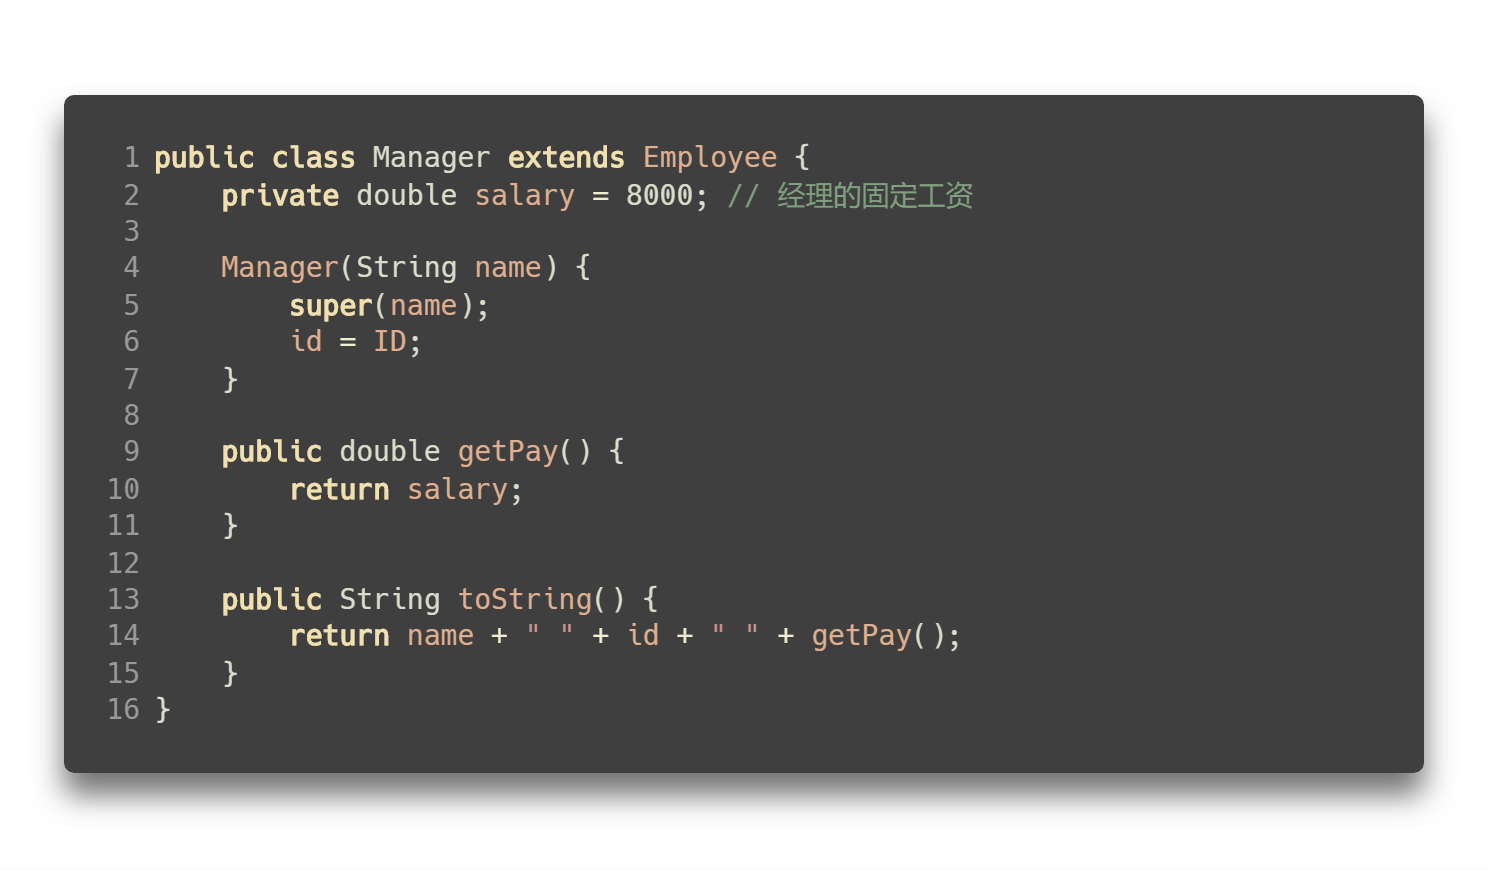 1 public class Manager extends Employee {
2     private double salary = 8000; // 经理的固定工资
3
4     Manager(String name) {
5         super(name);
6         id = ID;
7     }
8
9     public double getPay() {
10         return salary;
11     }
12
13     public String toString() {
14         return name + " " + id + " " + getPay();
15     }
16 }